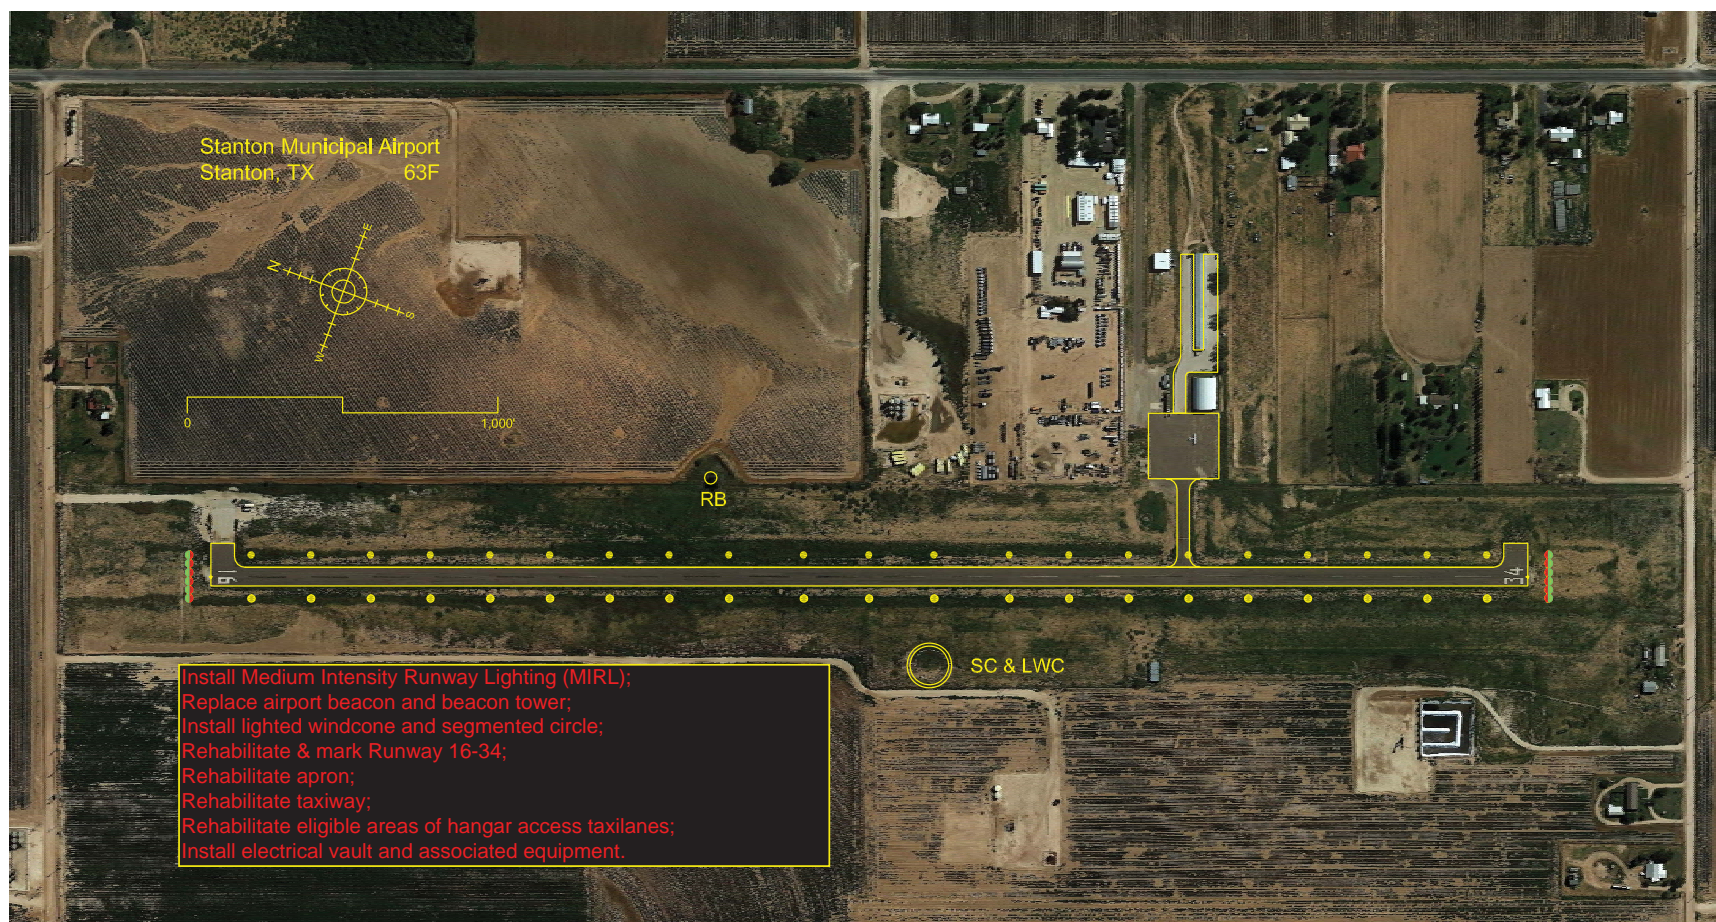 Stanton Municipal Airport
Stanton, TX 63F
E
N
S
W
0 1,000'
RB
16
34
SC & LWC
Install Medium Intensity Runway Lighting (MIRL);
Replace airport beacon and beacon tower;
Install lighted windcone and segmented circle;
Rehabilitate & mark Runway 16-34;
Rehabilitate apron;
Rehabilitate taxiway;
Rehabilitate eligible areas of hangar access taxilanes;
Install electrical vault and associated equipment.